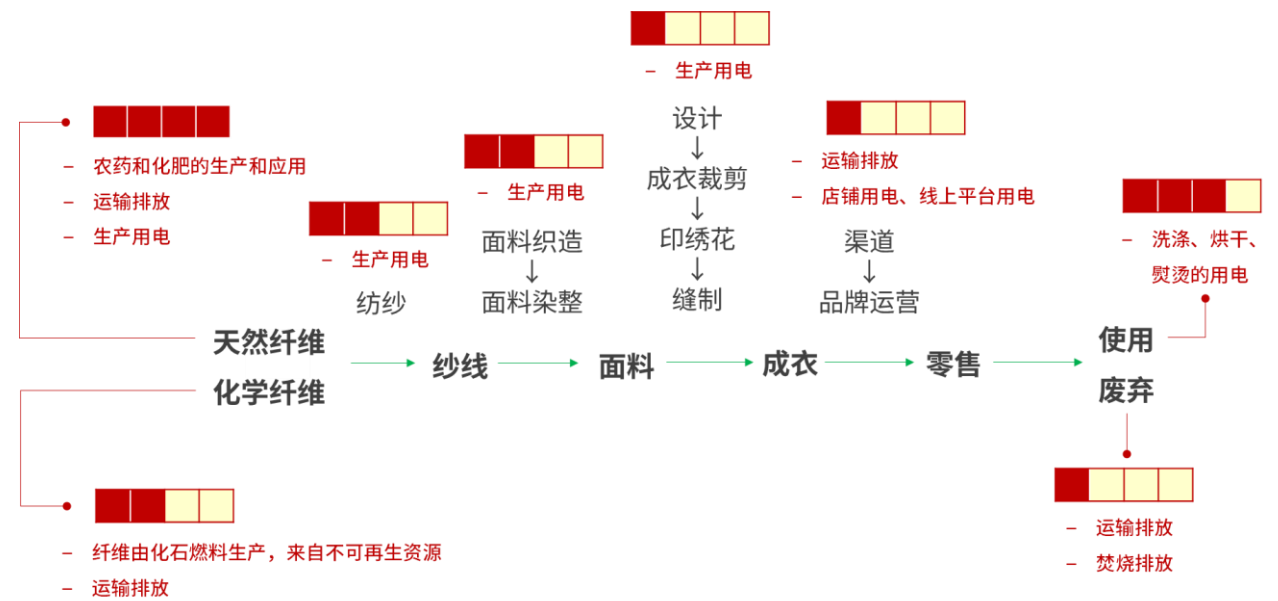 – 生产用电
设计
↓
成衣裁剪
↓
印绣花
↓
缝制
– 农药和化肥的生产和应用
– 运输排放
– 生产用电
– 生产用电
纺纱
– 生产用电
面料织造
↓
面料染整
– 运输排放
– 店铺用电、线上平台用电
渠道
↓
品牌运营
– 洗涤、烘干、
熨烫的用电
天然纤维
化学纤维
纱线
面料
成衣
零售
使用
废弃
– 纤维由化石燃料生产，来自不可再生资源
– 运输排放
– 运输排放
– 焚烧排放